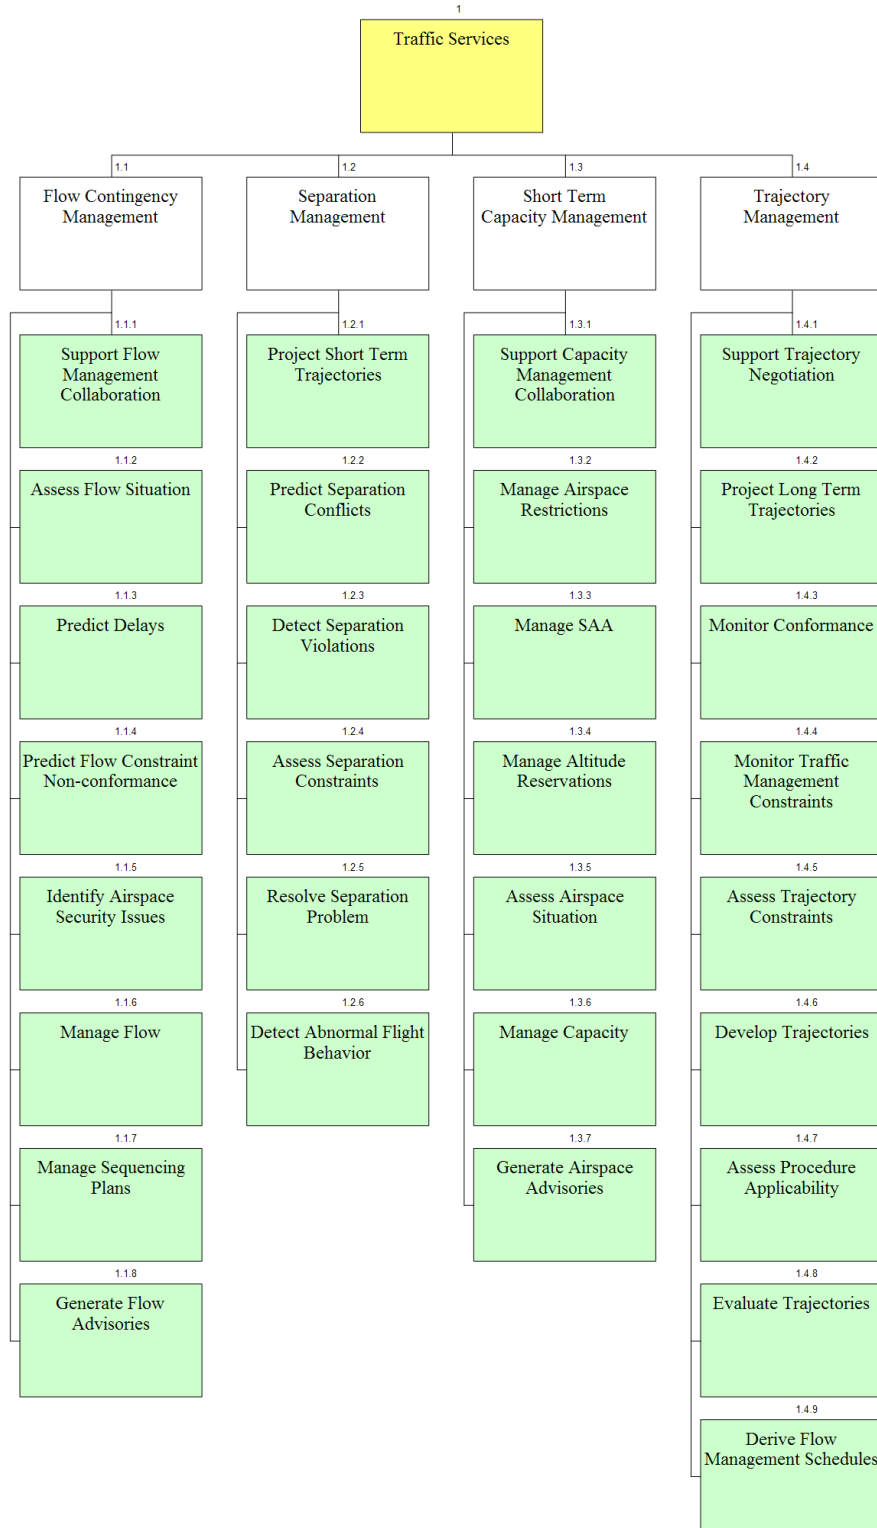 1
Traffic Services
1.1
Flow Contingency
Management
1.2
Separation
Management
1.3
Short Term
Capacity Management
1.4
Trajectory
Management
1.1.1
Support Flow
Management
Collaboration
1.1.2
Assess Flow Situation
1.1.3
Predict Delays
1.1.4
Predict Flow Constraint
Non-conformance
1.1.5
Identify Airspace
Security Issues
1.1.6
Manage Flow
1.1.7
Manage Sequencing
Plans
1.1.8
Generate Flow
Advisories
1.2.1
Project Short Term
Trajectories
1.2.2
Predict Separation
Conflicts
1.2.3
Detect Separation
Violations
1.2.4
Assess Separation
Constraints
1.2.5
Resolve Separation
Problem
1.2.6
Detect Abnormal Flight
Behavior
1.3.1
Support Capacity
Management
Collaboration
1.3.2
Manage Airspace
Restrictions
1.3.3
Manage SAA
1.3.4
Manage Altitude
Reservations
1.3.5
Assess Airspace
Situation
1.3.6
Manage Capacity
1.3.7
Generate Airspace
Advisories
1.4.1
Support Trajectory
Negotiation
1.4.2
Project Long Term
Trajectories
1.4.3
Monitor Conformance
1.4.4
Monitor Traffic
Management
Constraints
1.4.5
Assess Trajectory
Constraints
1.4.6
Develop Trajectories
1.4.7
Assess Procedure
Applicability
1.4.8
Evaluate Trajectories
1.4.9
Derive Flow
Management Schedules